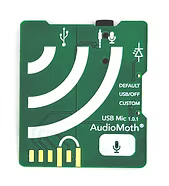 DEFAULT
USB/OFF
CUSTOM
USB Mic 1.0.1
AudioMoth®